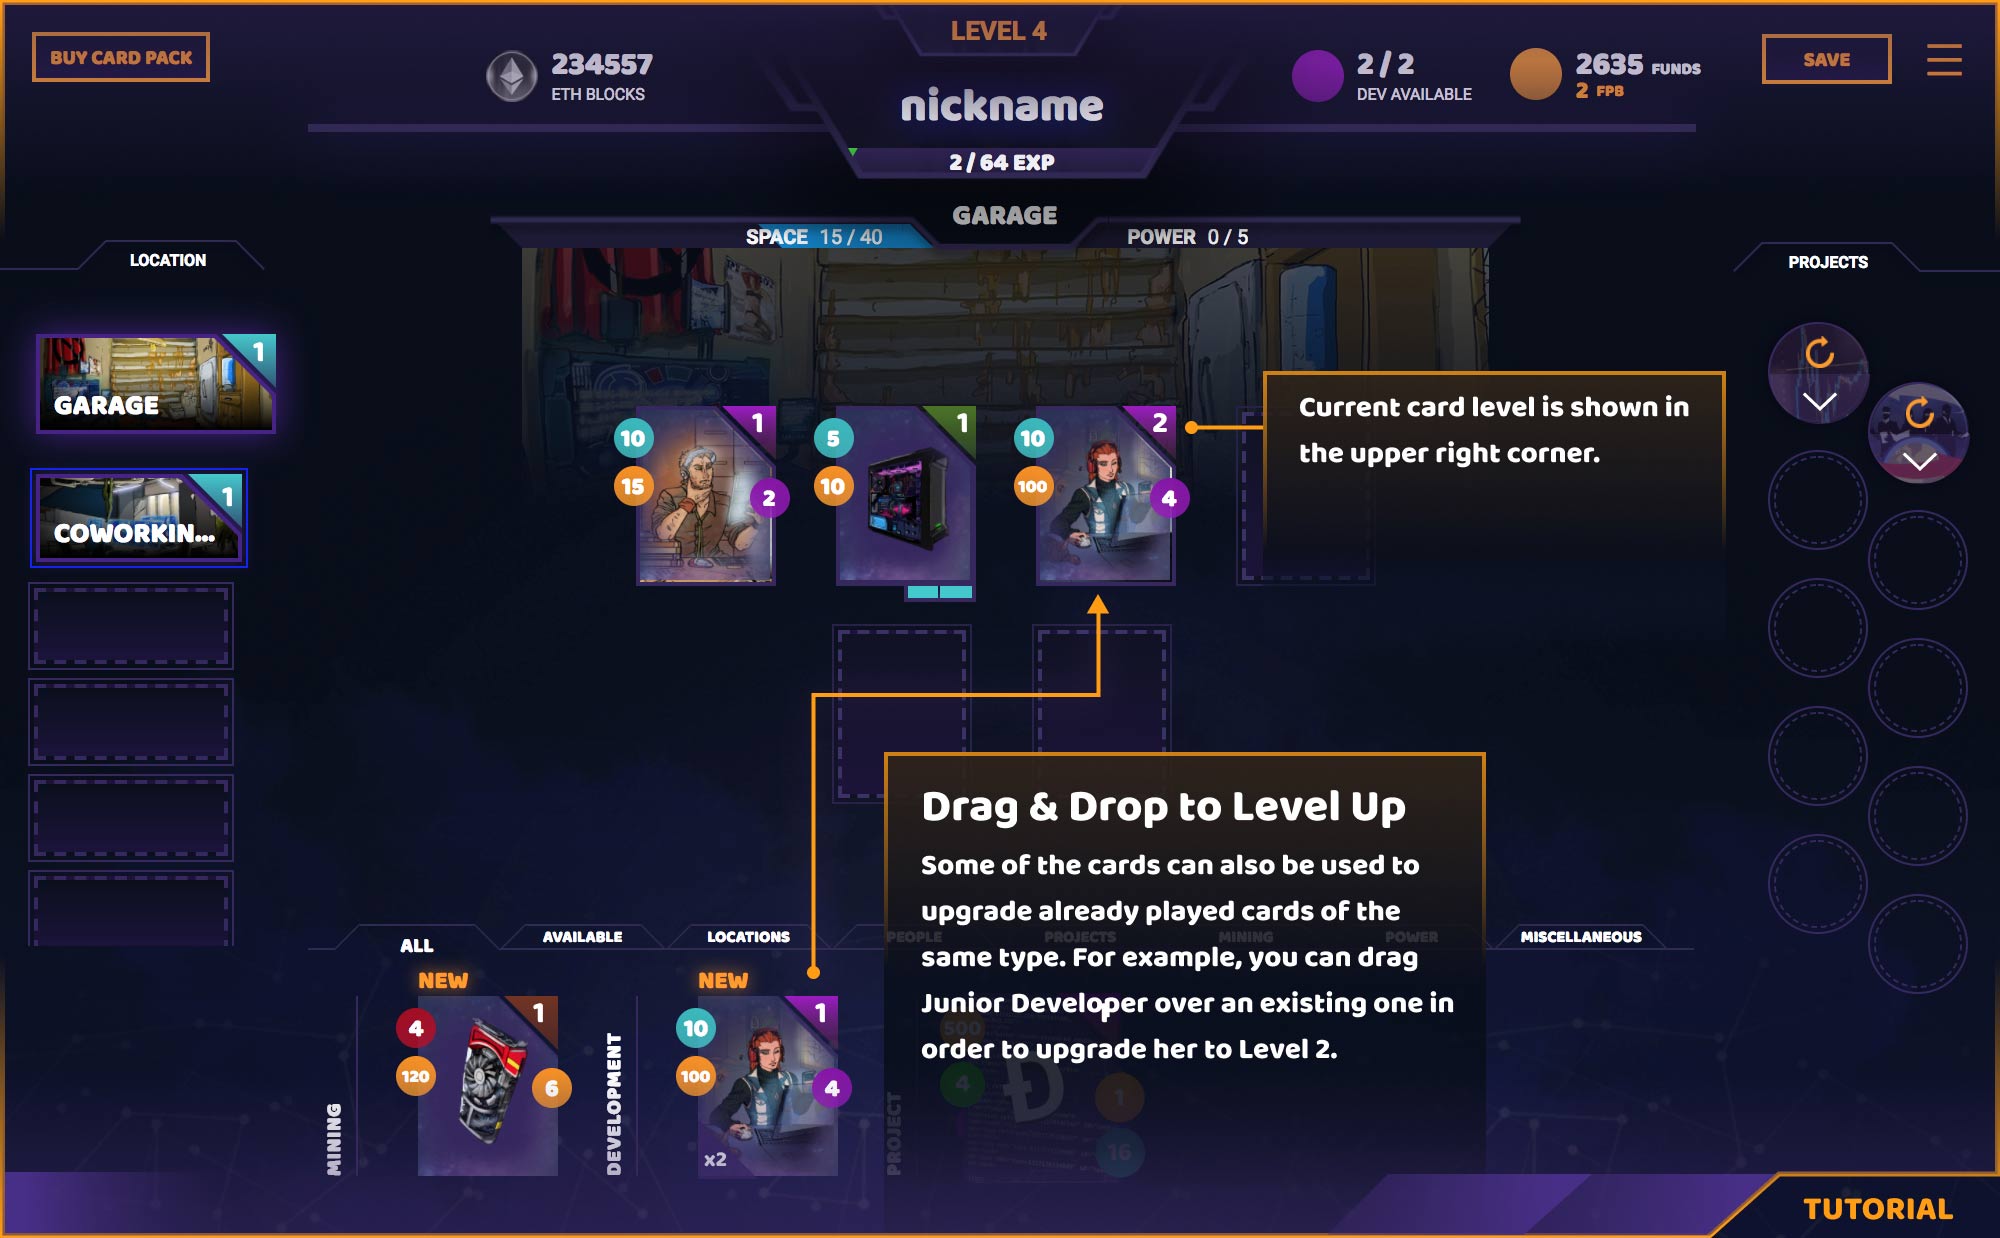 LEVEL 4
BUY CARD PACK
234557
ETH BLOCKS
nickname
2 / 2
DEV AVAILABLE
2635 FUNDS
2 FPB
SAVE
2 / 64 EXP
GARAGE
SPACE 15 / 40
POWER 0 / 5
LOCATION
PROJECTS
1
GARAGE
1
COWORKIN...
1
10
15
2
1
5
10
2
10
100
4
Current card level is shown in
the upper right corner.
Drag & Drop to Level Up
Some of the cards can also be used to
upgrade already played cards of the
same type. For example, you can drag
Junior Developer over an existing one in
order to upgrade her to Level 2.
ALL
AVAILABLE
LOCATIONS
PEOPLE
PROJECTS
MINING
POWER
MISCELLANEOUS
MINING
NEW
1
4
120
6
DEVELOPMENT
NEW
1
10
100
4
x2
PROJECT
500
4
1
16
TUTORIAL